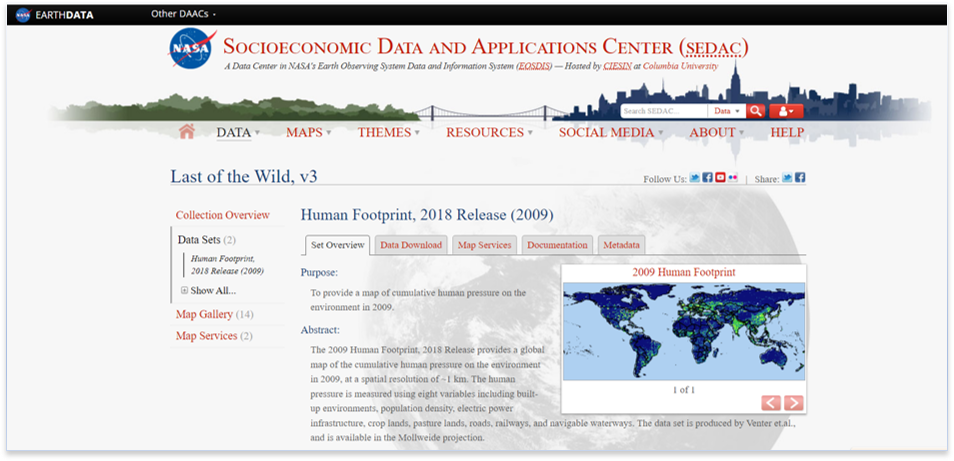 NASA EARTHDATA Other DAACs
NASA
SOCIOECONOMIC DATA AND APPLICATIONS CENTER (SEDAC)
A Data Center in NASA's Earth Observing System Data and Information System (EOSDIS) — Hosted by CIESIN at Columbia University
Search SEDAC... Data
DATA MAPS THEMES RESOURCES SOCIAL MEDIA ABOUT HELP
Last of the Wild, v3
Follow Us: | Share:
Collection Overview
Data Sets (2)
Human Footprint,
2018 Release (2009)
Show All...
Map Gallery (14)
Map Services (2)
Human Footprint, 2018 Release (2009)
Set Overview Data Download Map Services Documentation Metadata
Purpose:
To provide a map of cumulative human pressure on the
environment in 2009.
Abstract:
The 2009 Human Footprint, 2018 Release provides a global
map of the cumulative human pressure on the environment
in 2009, at a spatial resolution of ~1 km. The human
pressure is measured using eight variables including built-
up environments, population density, electric power
infrastructure, crop lands, pasture lands, roads, railways, and navigable waterways. The data set is produced by Venter et.al.,
and is available in the Mollweide projection.
2009 Human Footprint
1 of 1